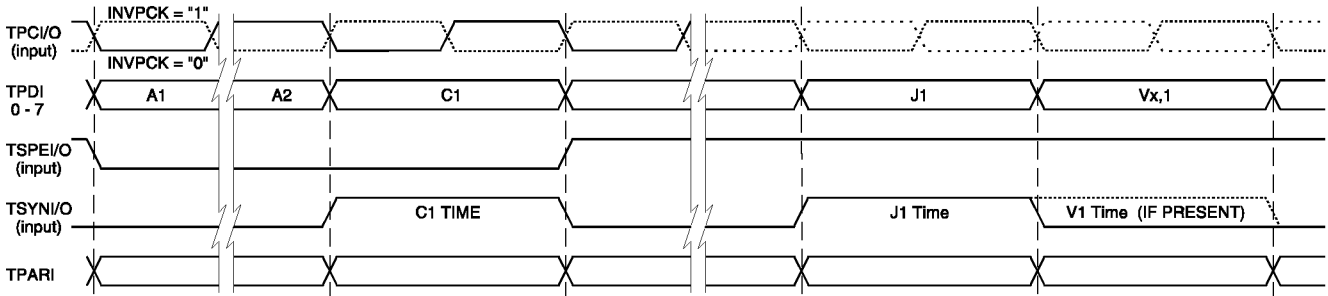 INVPCK = "1"
TPCI/O
(input)
INVPCK = "0"
TPDI
0 - 7
A1
A2
C1
J1
Vx,1
TSPEI/O
(input)
TSYNI/O
(input)
C1 TIME
J1 Time
V1 Time (IF PRESENT)
TPARI